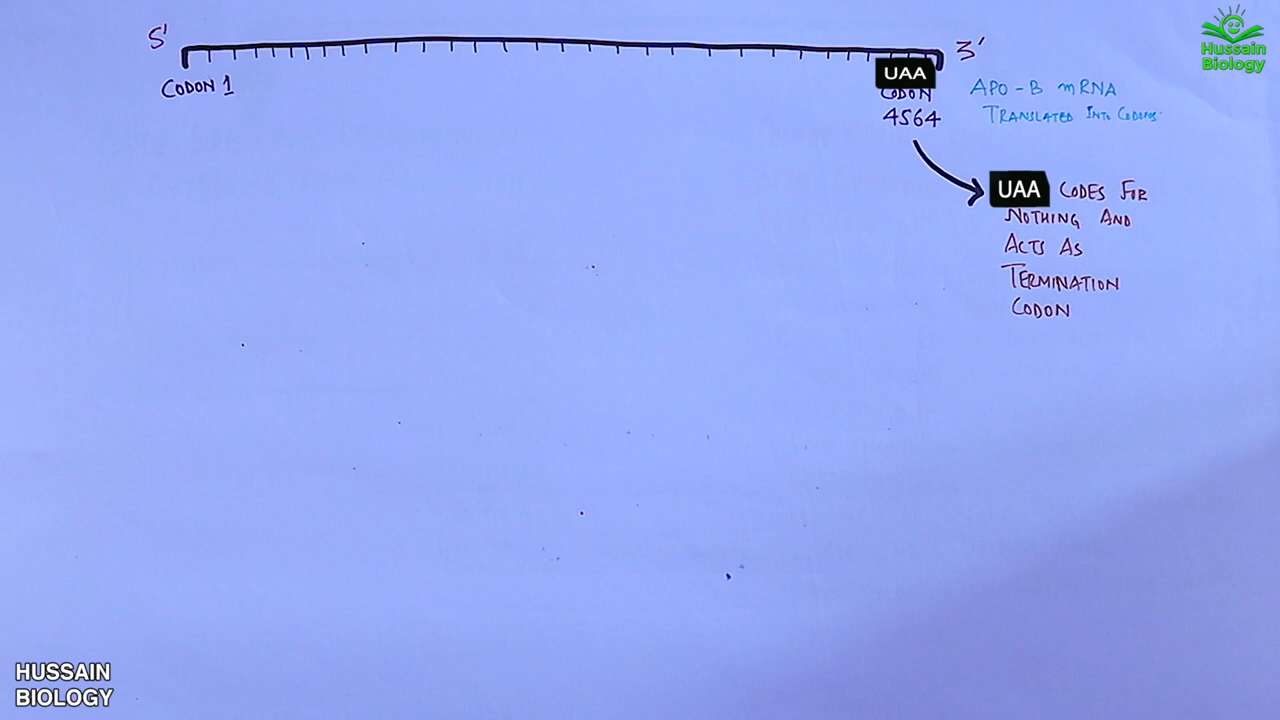 5'
3'
Hussain
Biology
UAA
CODON 1
CODON
4564
APO-B mRNA
TRANSLATED INTO CODONS
UAA CODES FOR
NOTHING AND
ACTS AS
TERMINATION
CODON
HUSSAIN
BIOLOGY